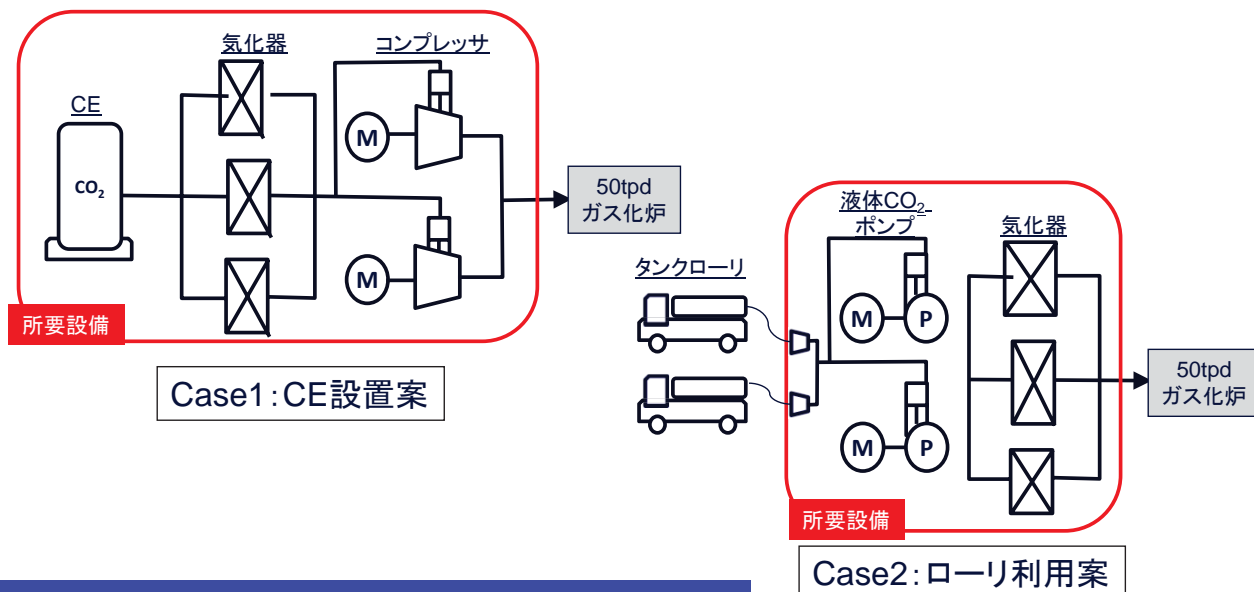 気化器
コンプレッサ
CE
CO₂
M
M
50tpd
ガス化炉
所要設備
Case1：CE設置案
液体CO₂
ポンプ
気化器
タンクローリ
M
P
M
P
50tpd
ガス化炉
所要設備
Case2：ローリ利用案